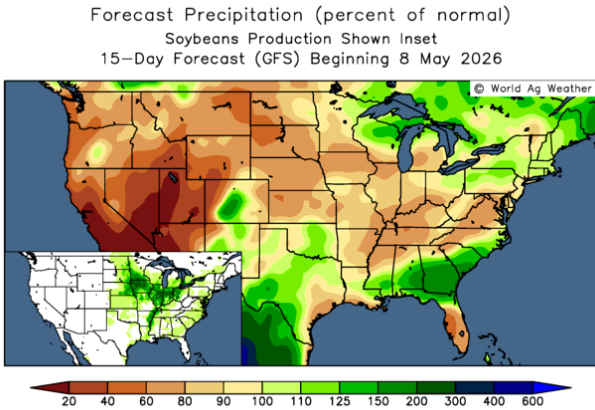 Forecast Precipitation (percent of normal)
Soybeans Production Shown Inset
15-Day Forecast (GFS) Beginning 8 May 2026
© World Ag Weather
20 40 60 80 90 100 110 125 150 200 300 400 600